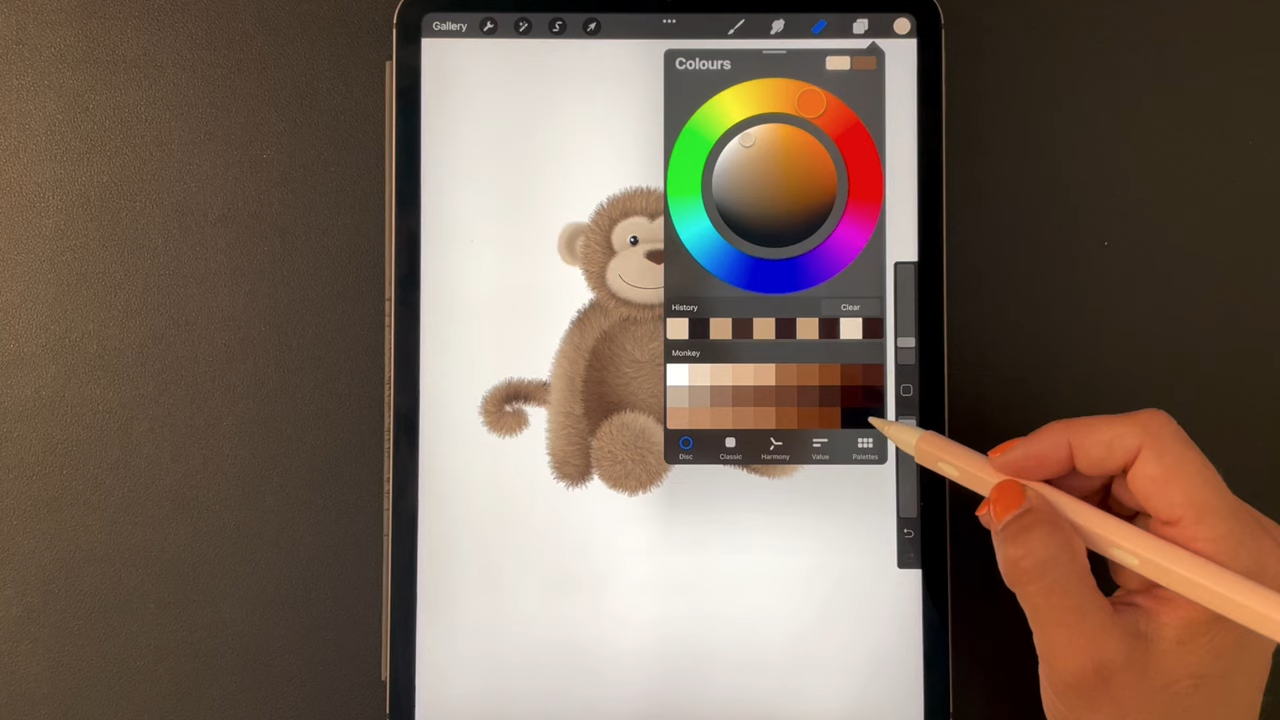 Gallery
Colours
History
Clear
Monkey
Disc
Classic
Harmony
Value
Palettes